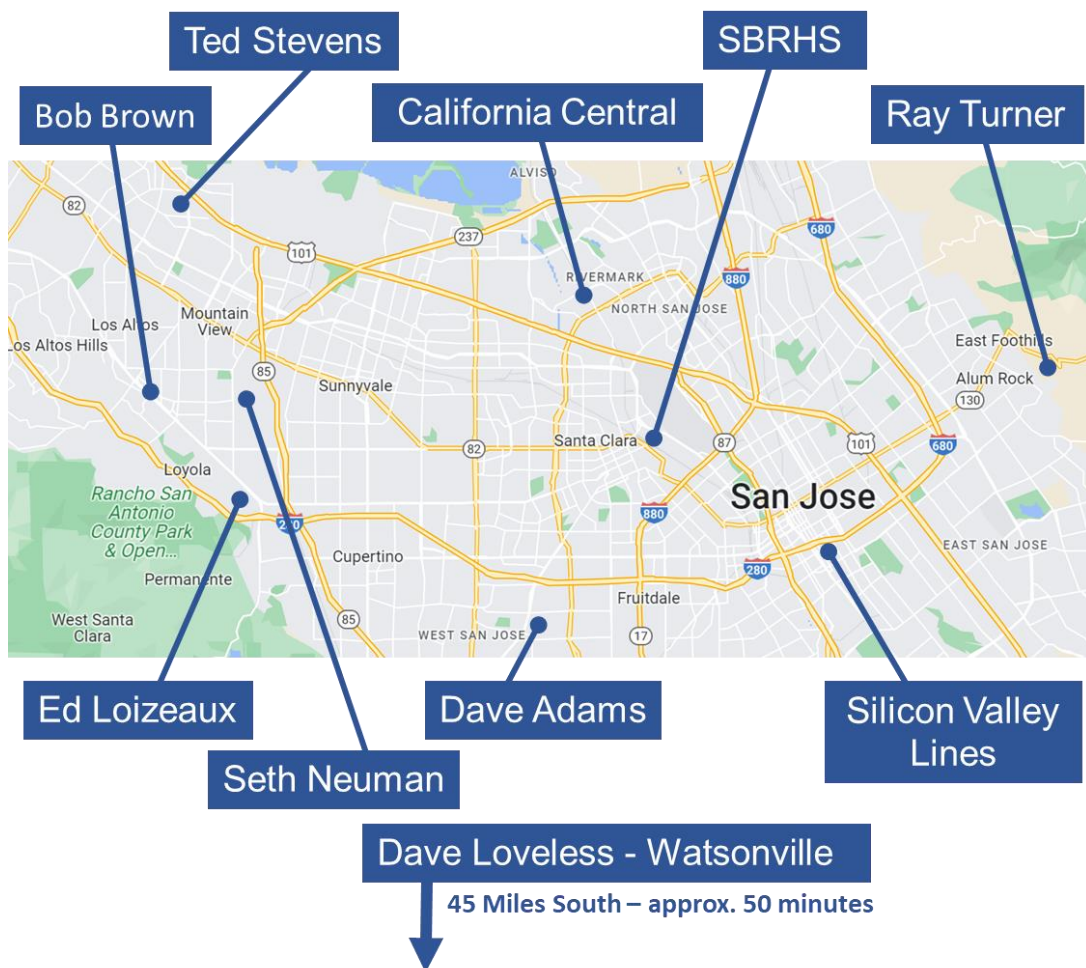 Ted Stevens
SBRHS
Bob Brown
California Central
Ray Turner
ALVISO
82
237
101
680
880
RIVERMARK
NORTH SAN JOSE
Mountain
View
Los Altos
Los Altos Hills
East Foothills
85
Sunnyvale
Alum Rock
130
Santa Clara
82
87
101
680
Loyola
Rancho San
Antonio
County Park
& Open...
San Jose
880
280
Cupertino
EAST SAN JOSE
280
Permanente
Fruitdale
West Santa
Clara
85
WEST SAN JOSE
17
Ed Loizeaux
Dave Adams
Silicon Valley
Lines
Seth Neuman
Dave Loveless - Watsonville
45 Miles South – approx. 50 minutes